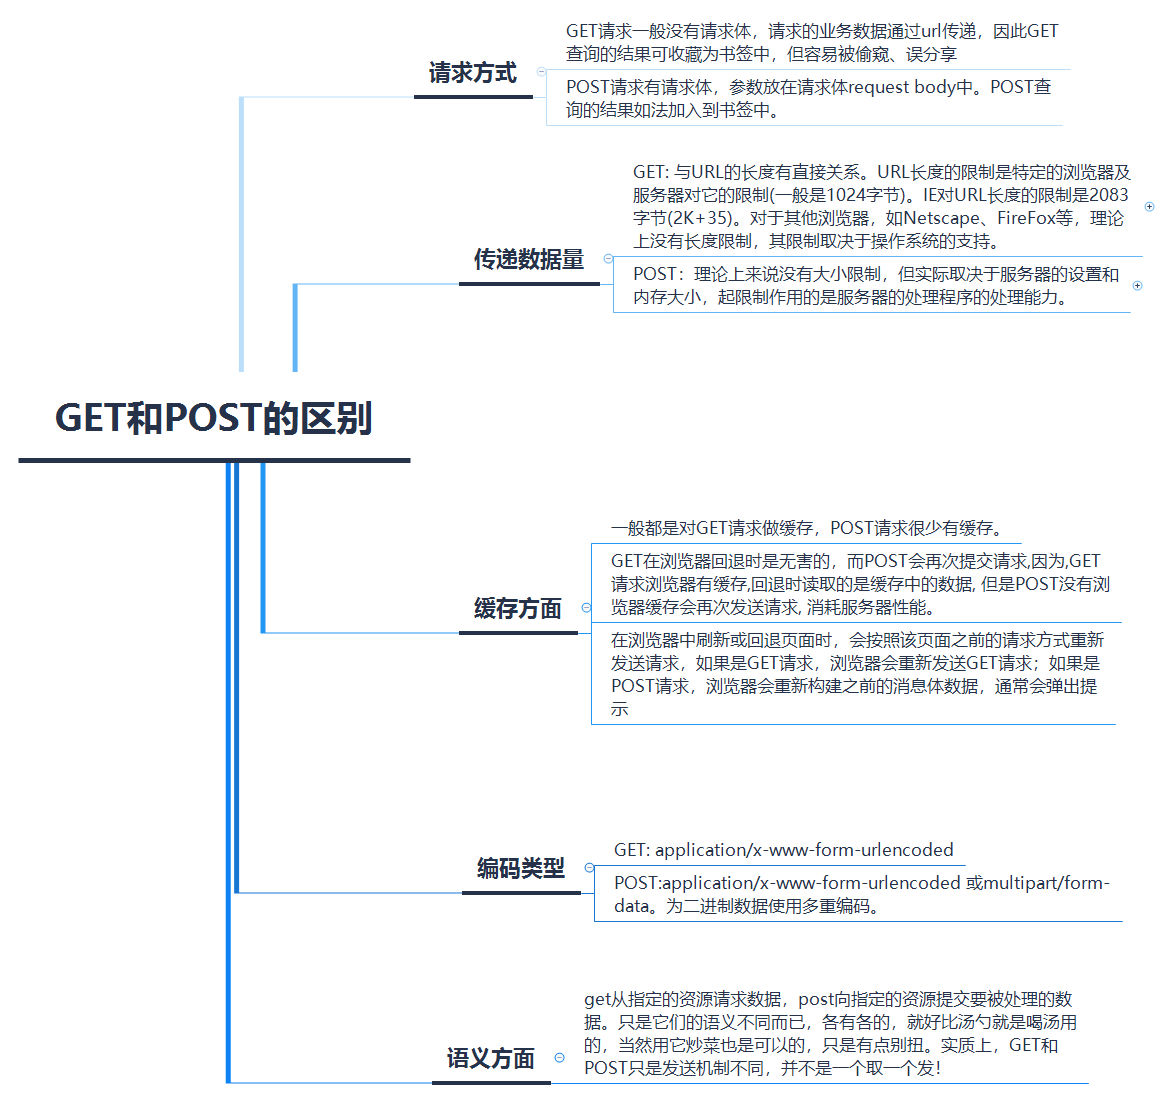 请求方式
GET请求一般没有请求体，请求的业务数据通过url传递，因此GET
查询的结果可收藏为书签中，但容易被偷窥、误分享
POST请求有请求体，参数放在请求体request body中。POST查
询的结果如法加入到书签中。
传递数据量
GET: 与URL的长度有直接关系。URL长度的限制是特定的浏览器及
服务器对它的限制(一般是1024字节)。IE对URL长度的限制是2083
字节(2K+35)。对于其他浏览器，如Netscape、FireFox等，理论
上没有长度限制，其限制取决于操作系统的支持。
POST：理论上来说没有大小限制，但实际取决于服务器的设置和
内存大小，起限制作用的是服务器的处理程序的处理能力。
GET和POST的区别
缓存方面
一般都是对GET请求做缓存，POST请求很少有缓存。
GET在浏览器回退时是无害的，而POST会再次提交请求,因为,GET
请求浏览器有缓存,回退时读取的是缓存中的数据, 但是POST没有浏
览器缓存会再次发送请求, 消耗服务器性能。
在浏览器中刷新或回退页面时，会按照该页面之前的请求方式重新
发送请求，如果是GET请求，浏览器会重新发送GET请求；如果是
POST请求，浏览器会重新构建之前的消息体数据，通常会弹出提
示
编码类型
GET: application/x-www-form-urlencoded
POST:application/x-www-form-urlencoded 或multipart/form-
data。为二进制数据使用多重编码。
语义方面
get从指定的资源请求数据，post向指定的资源提交要被处理的数
据。只是它们的语义不同而已，各有各的，就好比汤勺就是喝汤用
的，当然用它炒菜也是可以的，只是有点别扭。实质上，GET和
POST只是发送机制不同，并不是一个取一个发！